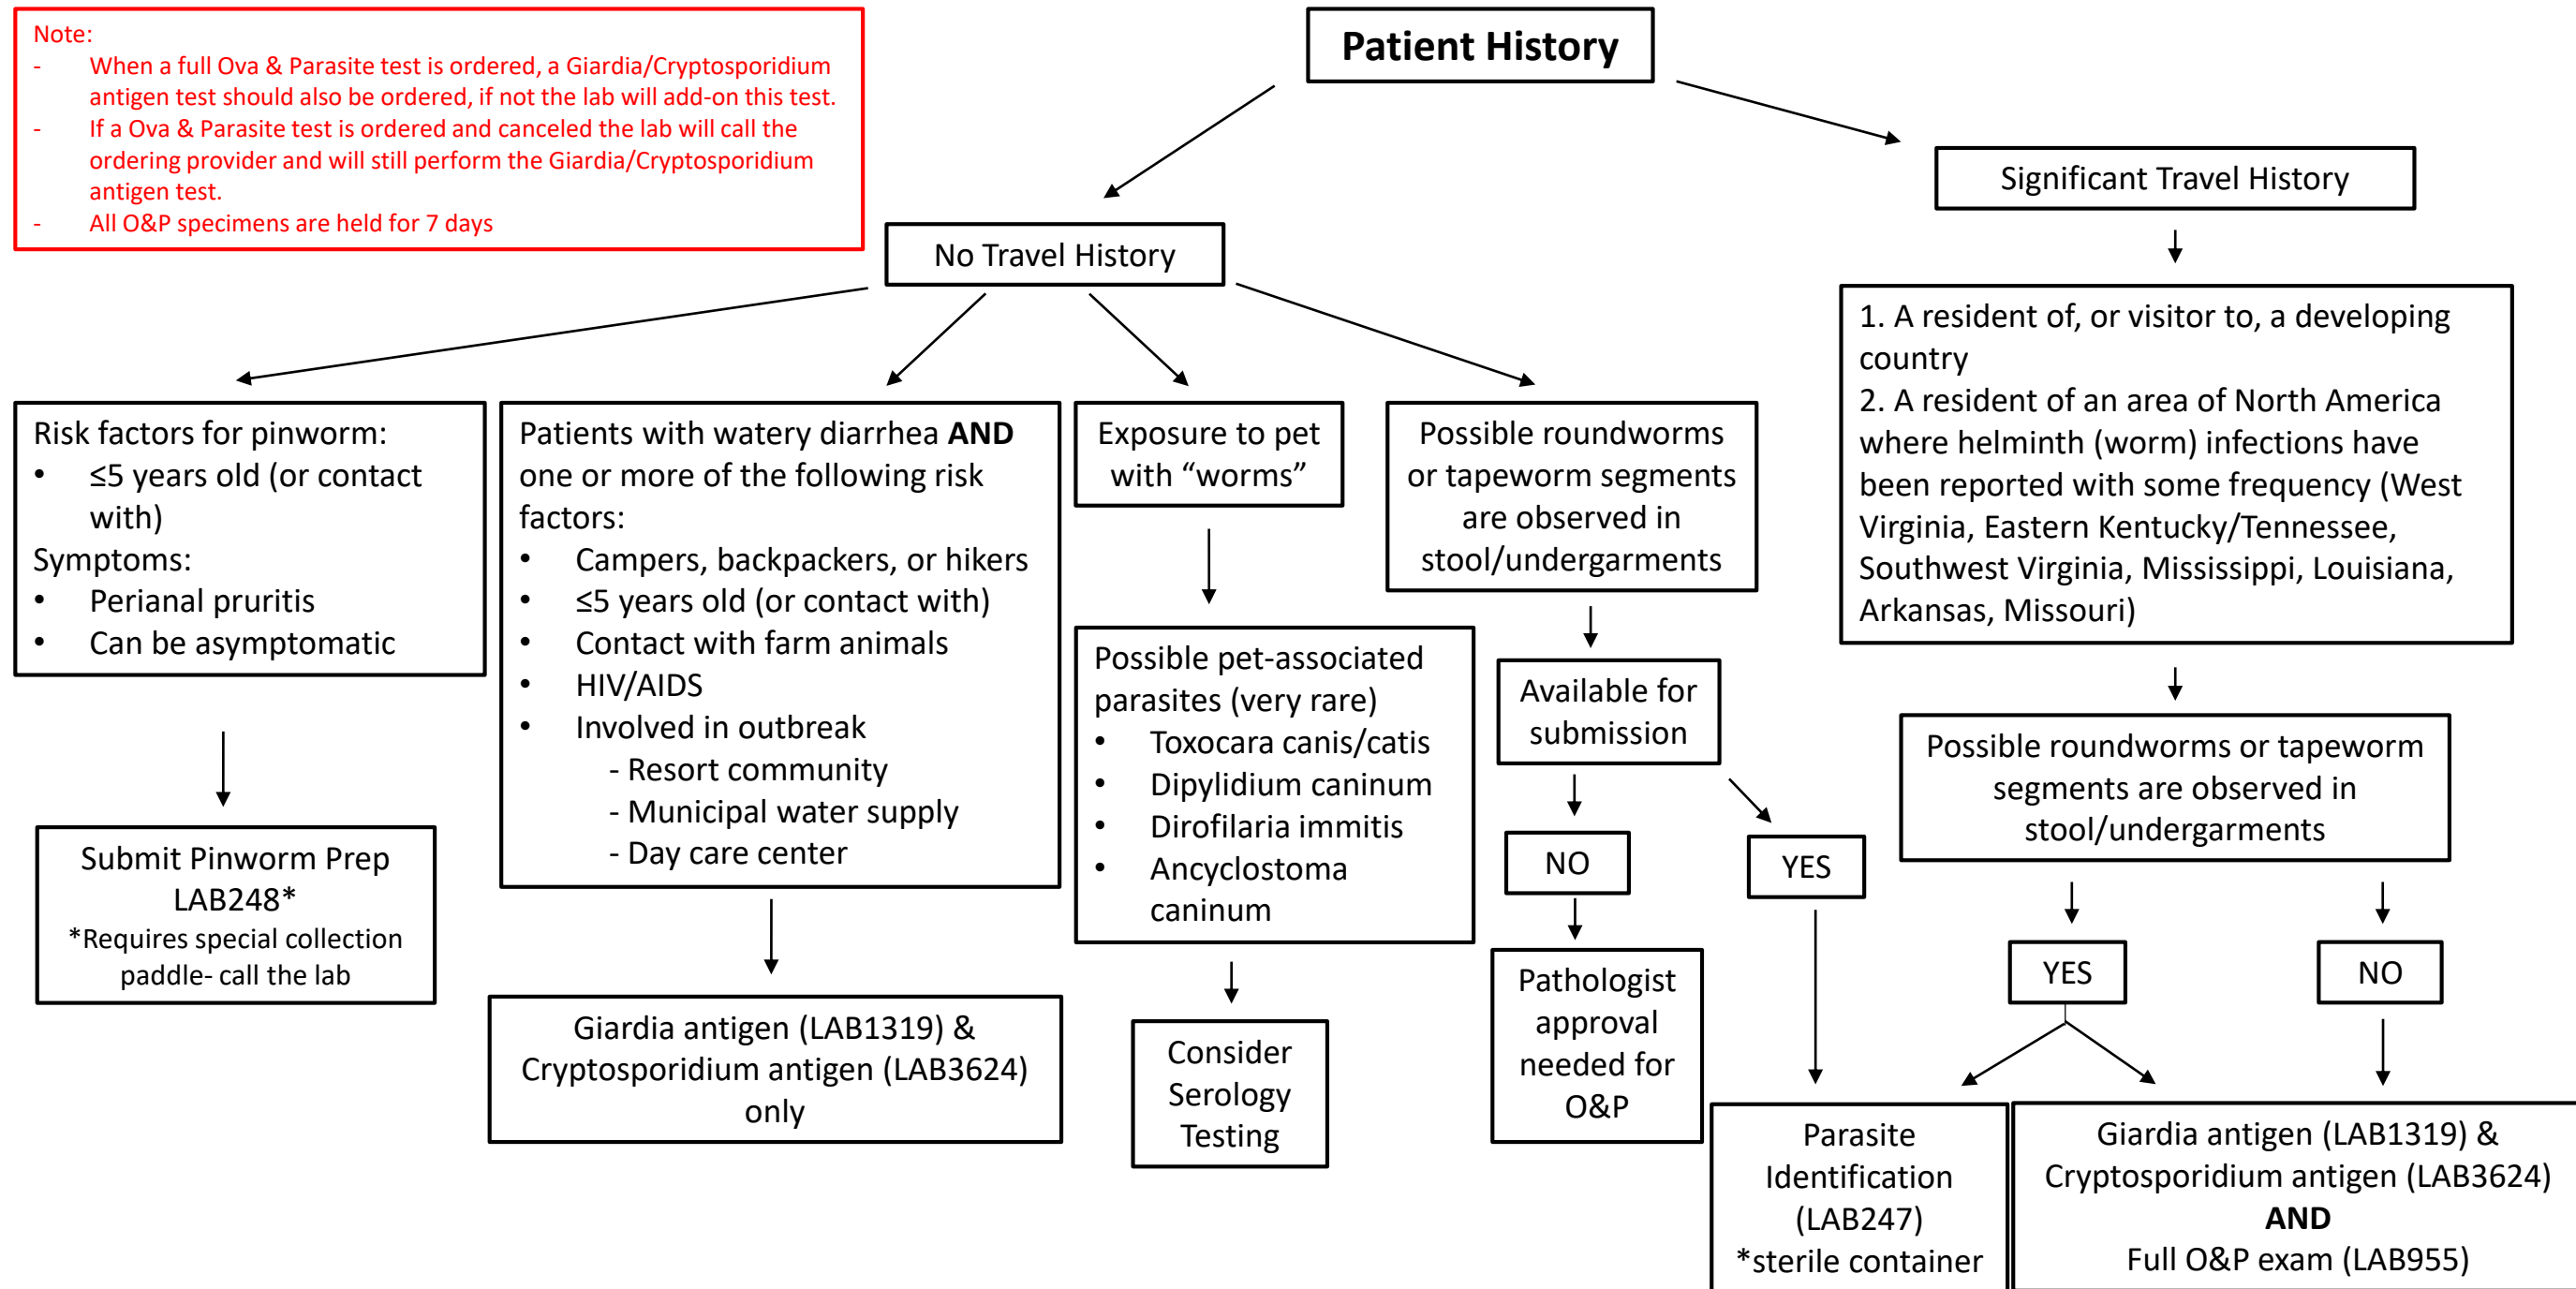 Note:
- When a full Ova & Parasite test is ordered, a Giardia/Cryptosporidium
antigen test should also be ordered, if not the lab will add-on this test.
- If a Ova & Parasite test is ordered and canceled the lab will call the
ordering provider and will still perform the Giardia/Cryptosporidium
antigen test.
- All O&P specimens are held for 7 days
Patient History
No Travel History
Significant Travel History
Risk factors for pinworm:
• ≤5 years old (or contact
with)
Symptoms:
• Perianal pruritis
• Can be asymptomatic
Submit Pinworm Prep
LAB248*
*Requires special collection
paddle- call the lab
Patients with watery diarrhea AND
one or more of the following risk
factors:
• Campers, backpackers, or hikers
• ≤5 years old (or contact with)
• Contact with farm animals
• HIV/AIDS
• Involved in outbreak
- Resort community
- Municipal water supply
- Day care center
Giardia antigen (LAB1319) &
Cryptosporidium antigen (LAB3624)
only
Exposure to pet
with “worms”
Possible pet-associated
parasites (very rare)
• Toxocara canis/catis
• Dipylidium caninum
• Dirofilaria immitis
• Ancyclostoma
caninum
Consider
Serology
Testing
Possible roundworms
or tapeworm segments
are observed in
stool/undergarments
Available for
submission
NO
YES
Pathologist
approval
needed for
O&P
1. A resident of, or visitor to, a developing
country
2. A resident of an area of North America
where helminth (worm) infections have
been reported with some frequency (West
Virginia, Eastern Kentucky/Tennessee,
Southwest Virginia, Mississippi, Louisiana,
Arkansas, Missouri)
Possible roundworms or tapeworm
segments are observed in
stool/undergarments
YES
NO
Parasite
Identification
(LAB247)
*sterile container
Giardia antigen (LAB1319) &
Cryptosporidium antigen (LAB3624)
AND
Full O&P exam (LAB955)